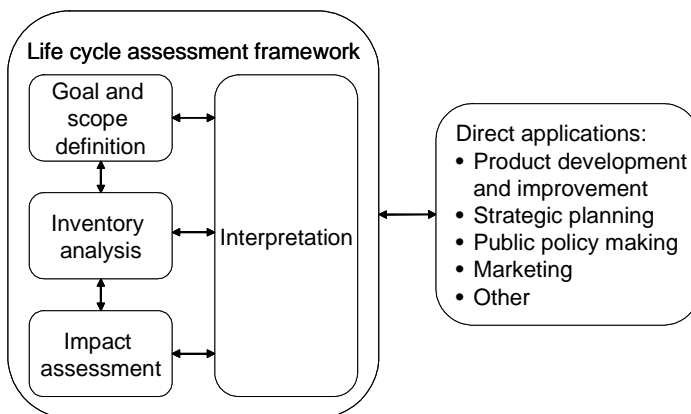 Life cycle assessment framework
Goal and
scope
definition
Inventory
analysis
Impact
assessment
Interpretation
Direct applications:
• Product development
and improvement
• Strategic planning
• Public policy making
• Marketing
• Other